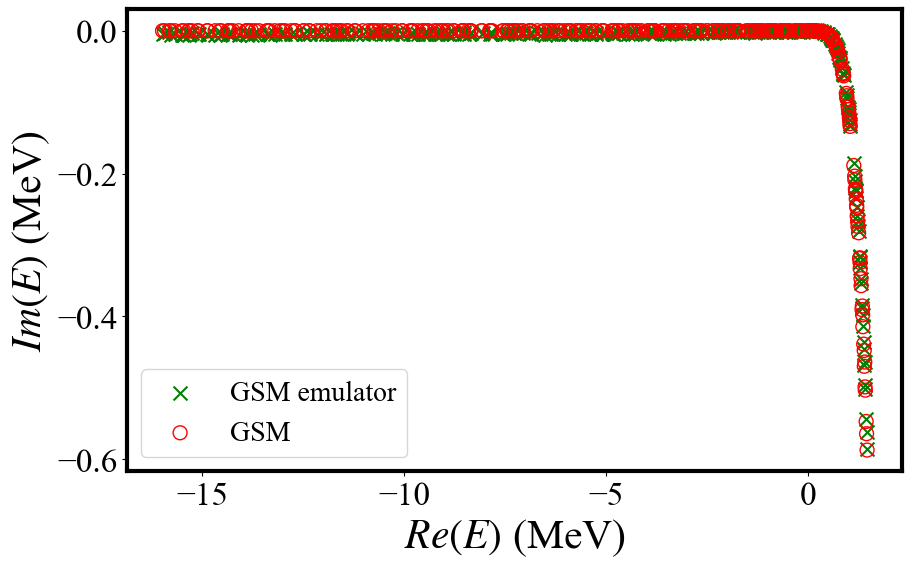 0.0
−0.2
−0.4
−0.6
Im(E) (MeV)
GSM emulator
GSM
−15
−10
−5
0
Re(E) (MeV)